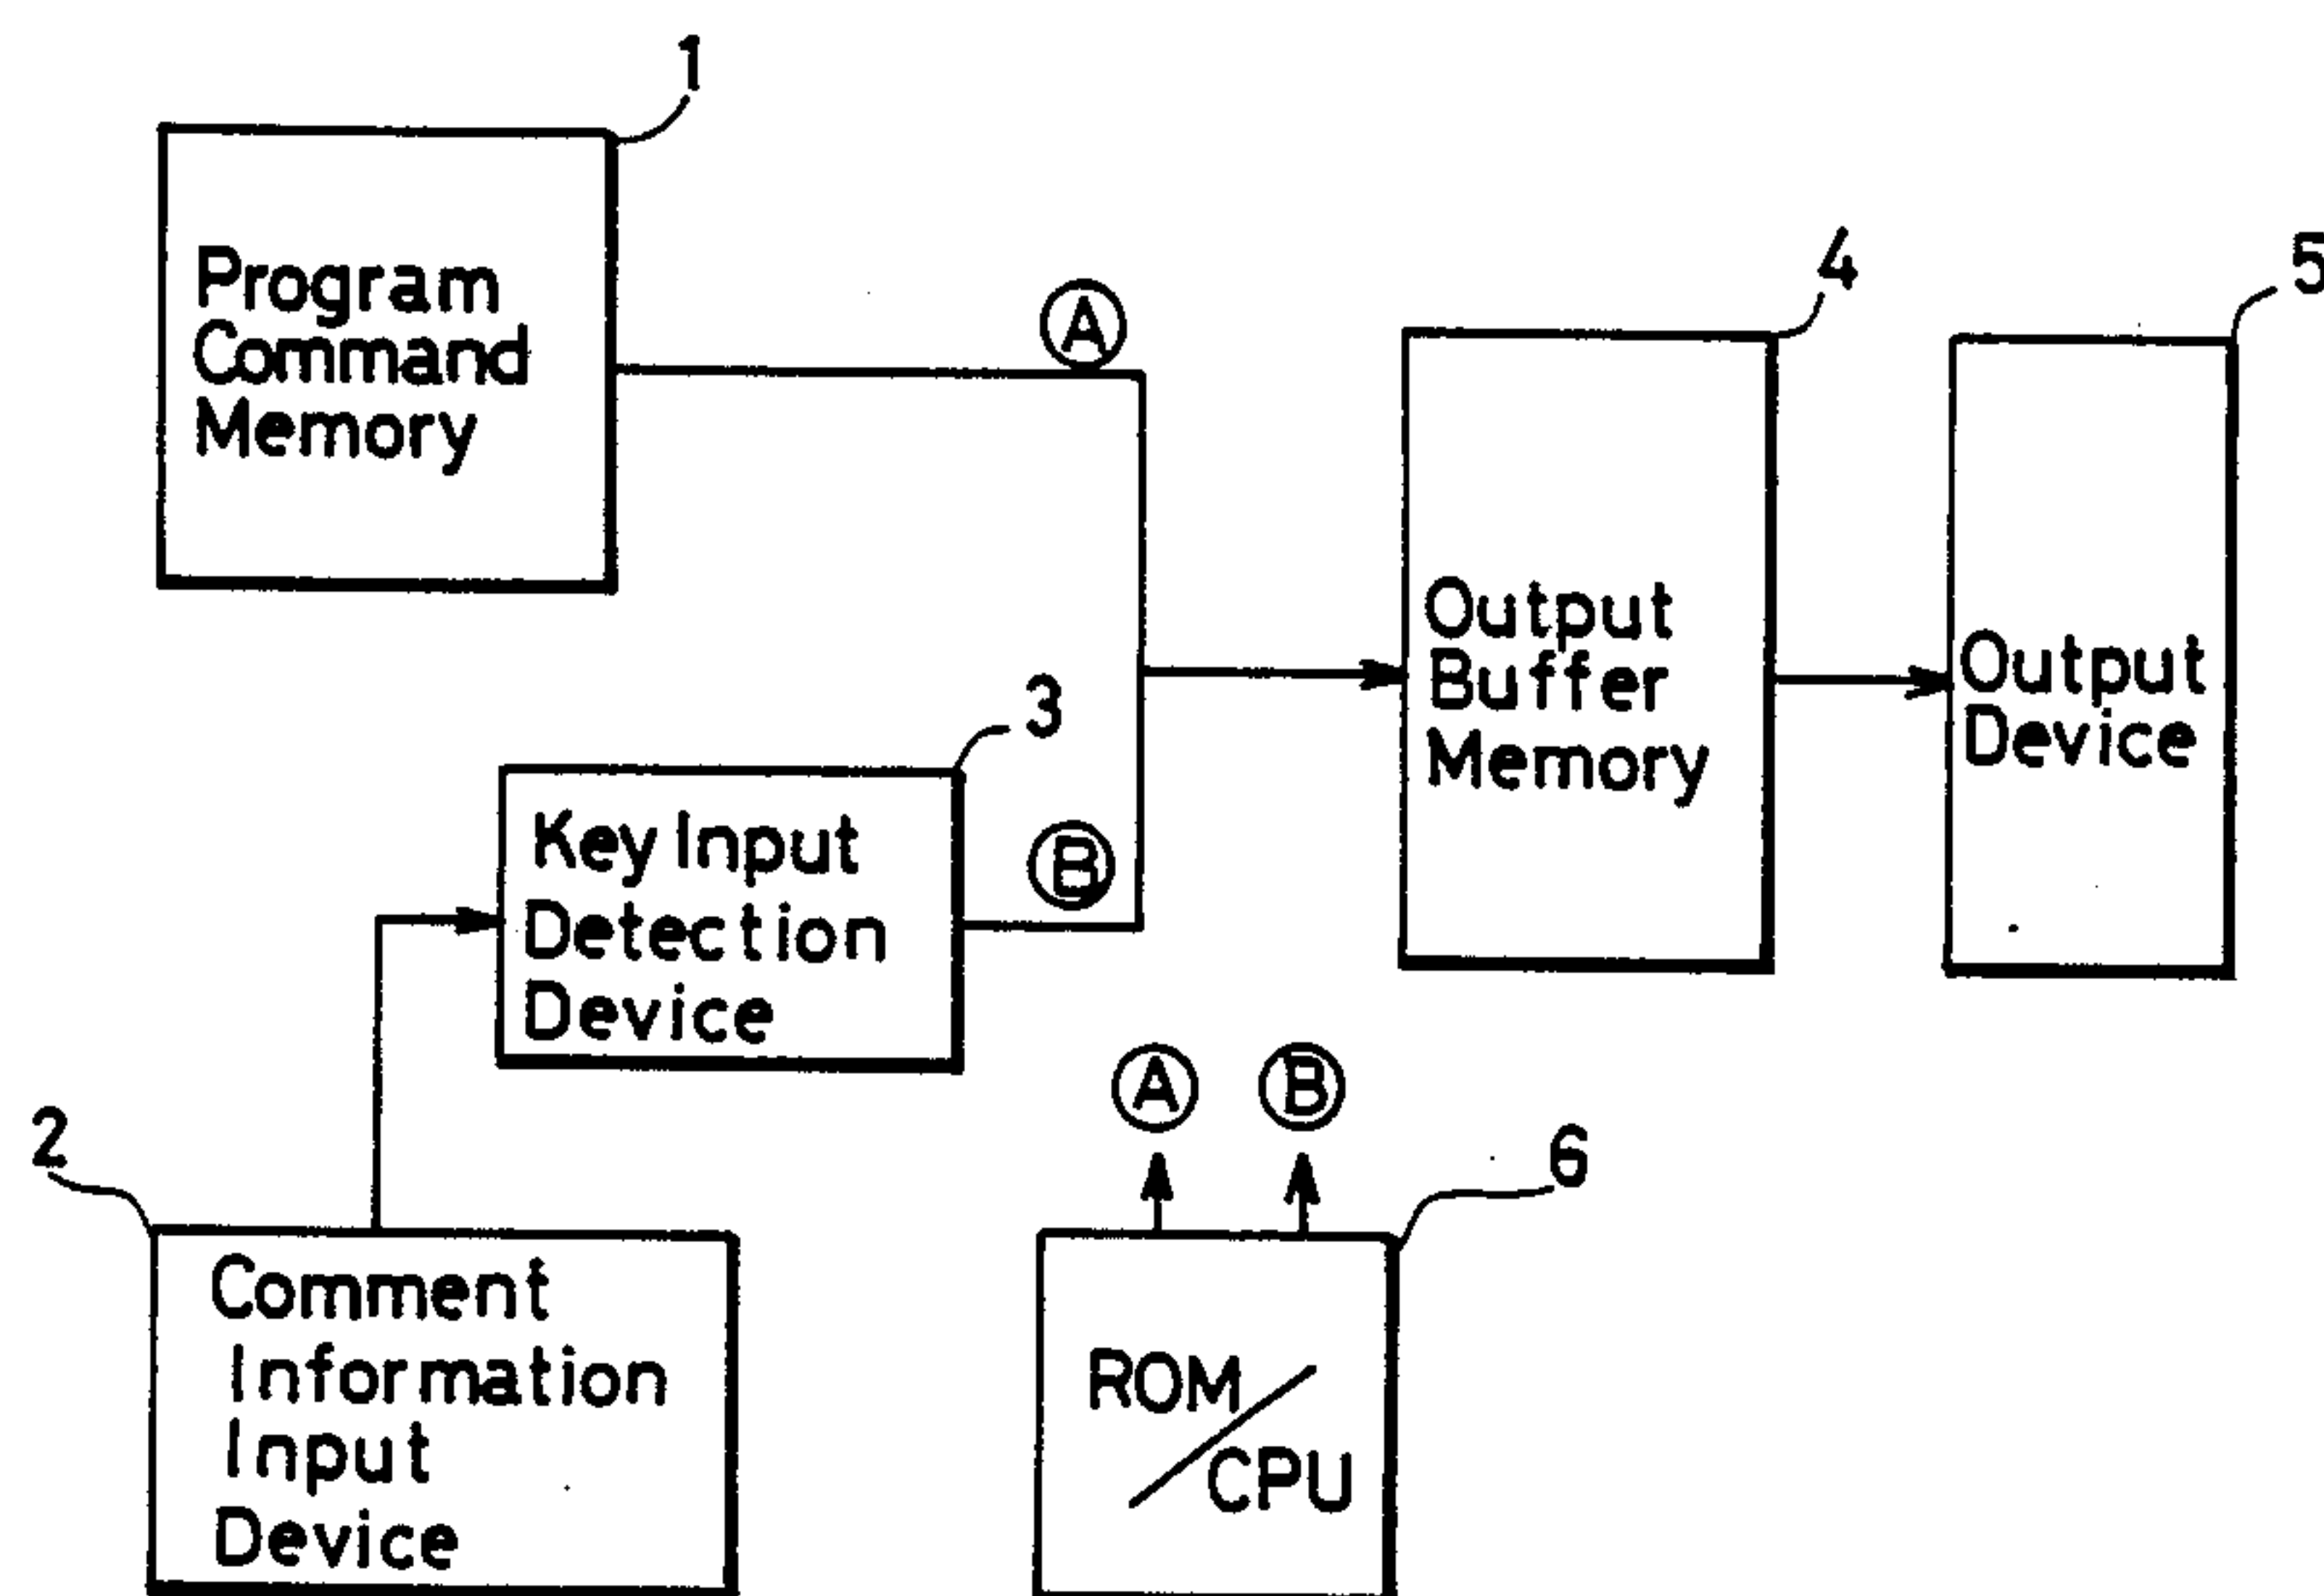 1
Program
Command
Memory
A
4
5
Output
Buffer
Memory
Output
Device
3
Key Input
Detection
Device
B
2
Comment
Information
Input
Device
A
B
6
ROM
/
CPU